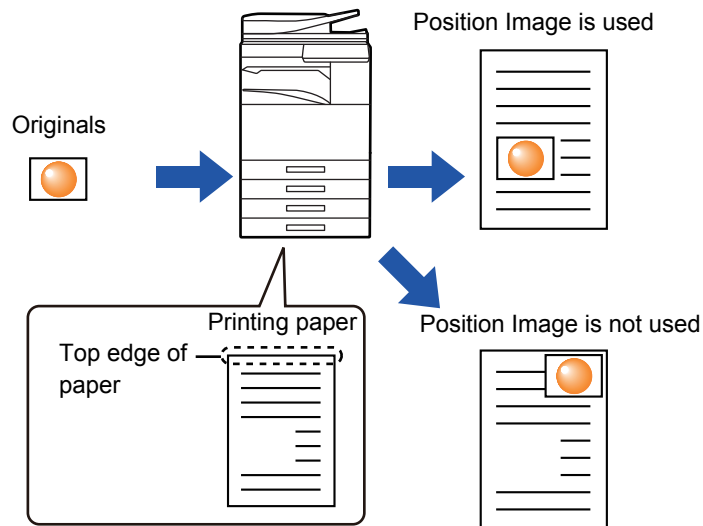 Position Image is used
Originals
Printing paper
Top edge of
paper
Position Image is not used